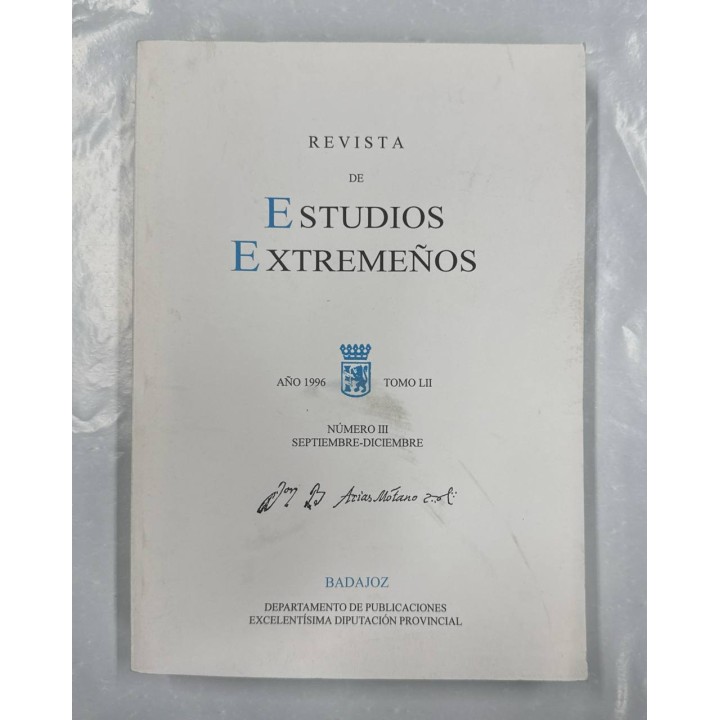 REVISTA
DE
ESTUDIOS
EXTREMEÑOS
AÑO 1996 TOMO LII
NÚMERO III
SEPTIEMBRE-DICIEMBRE
Arias Mõtano
BADAJOZ
DEPARTAMENTO DE PUBLICACIONES
EXCELENTÍSIMA DIPUTACIÓN PROVINCIAL